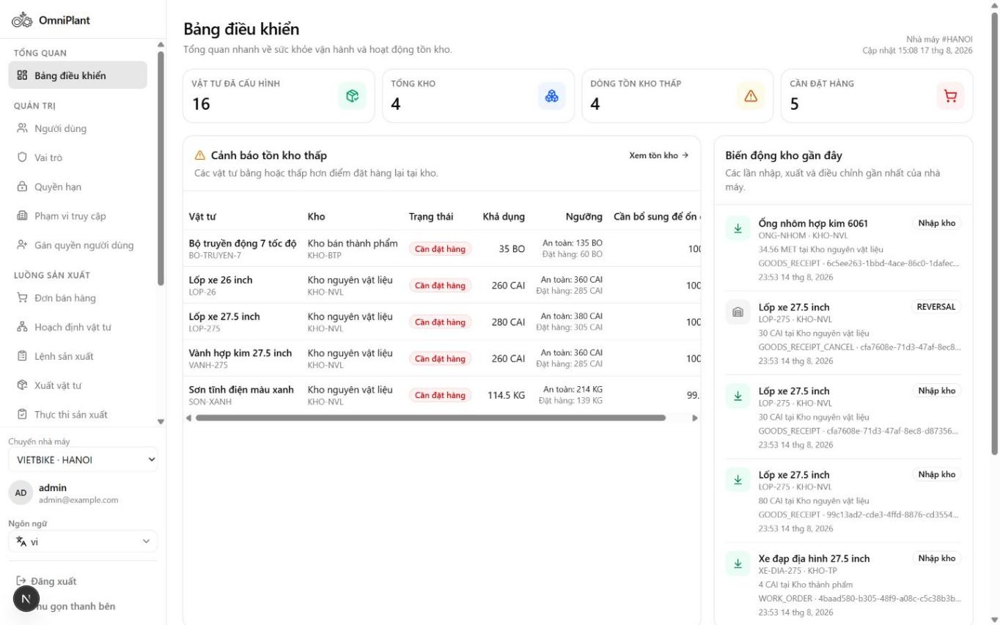 OmniPlant
TỔNG QUAN
Bảng điều khiển
QUẢN TRỊ
Người dùng
Vai trò
Quyền hạn
Phạm vi truy cập
Gán quyền người dùng
LUỒNG SẢN XUẤT
Đơn bán hàng
Hoạch định vật tư
Lệnh sản xuất
Xuất vật tư
Thực thi sản xuất
Chuyển nhà máy
VIETBIKE · HANOI
AD
admin
admin@example.com
Ngôn ngữ
vi
Đăng xuất
N
hu gọn thanh bên
Bảng điều khiển
Tổng quan nhanh về sức khỏe vận hành và hoạt động tồn kho.
Nhà máy #HANOI
Cập nhật 15:08 17 thg 8, 2026
VẬT TƯ ĐÃ CẤU HÌNH
16
TỔNG KHO
4
DÒNG TỒN KHO THẤP
4
CẦN ĐẶT HÀNG
5
Cảnh báo tồn kho thấp
Xem tồn kho →
Các vật tư bằng hoặc thấp hơn điểm đặt hàng lại tại kho.
Vật tư Kho Trạng thái Khả dụng Ngưỡng Cần bổ sung để ổn
Bộ truyền động 7 tốc độ Kho bán thành phẩm Cần đặt hàng 35 BO An toàn: 135 BO 100
BO-TRUYEN-7 KHO-BTP Đặt hàng: 60 BO
Lốp xe 26 inch Kho nguyên vật liệu Cần đặt hàng 260 CAI An toàn: 360 CAI 100
LOP-26 KHO-NVL Đặt hàng: 285 CAI
Lốp xe 27.5 inch Kho nguyên vật liệu Cần đặt hàng 280 CAI An toàn: 380 CAI 100
LOP-275 KHO-NVL Đặt hàng: 305 CAI
Vành hợp kim 27.5 inch Kho nguyên vật liệu Cần đặt hàng 260 CAI An toàn: 360 CAI 100
VANH-275 KHO-NVL Đặt hàng: 285 CAI
Sơn tĩnh điện màu xanh Kho nguyên vật liệu Cần đặt hàng 114.5 KG An toàn: 214 KG 99.
SON-XANH KHO-NVL Đặt hàng: 139 KG
Biến động kho gần đây
Các lần nhập, xuất và điều chỉnh gần nhất của nhà
máy.
Ống nhôm hợp kim 6061 Nhập kho
ONG-NHOM · KHO-NVL
34.56 MET tại Kho nguyên vật liệu
GOODS_RECEIPT · 6c5ee263-1bbd-4ace-86c0-1dafec...
23:53 14 thg 8, 2026
Lốp xe 27.5 inch REVERSAL
LOP-275 · KHO-NVL
30 CAI tại Kho nguyên vật liệu
GOODS_RECEIPT_CANCEL · cfa7608e-71d3-47af-8ec8...
23:53 14 thg 8, 2026
Lốp xe 27.5 inch Nhập kho
LOP-275 · KHO-NVL
30 CAI tại Kho nguyên vật liệu
GOODS_RECEIPT · cfa7608e-71d3-47af-8ec8-d87356...
23:53 14 thg 8, 2026
Lốp xe 27.5 inch Nhập kho
LOP-275 · KHO-NVL
80 CAI tại Kho nguyên vật liệu
GOODS_RECEIPT · 99c13ad2-cde3-4ffd-8876-cd3554...
23:53 14 thg 8, 2026
Xe đạp địa hình 27.5 inch Nhập kho
XE-DIA-275 · KHO-TP
4 CAI tại Kho thành phẩm
WORK_ORDER · 4baad580-b305-48f9-a08c-c5c38b3b...
23:53 14 thg 8, 2026